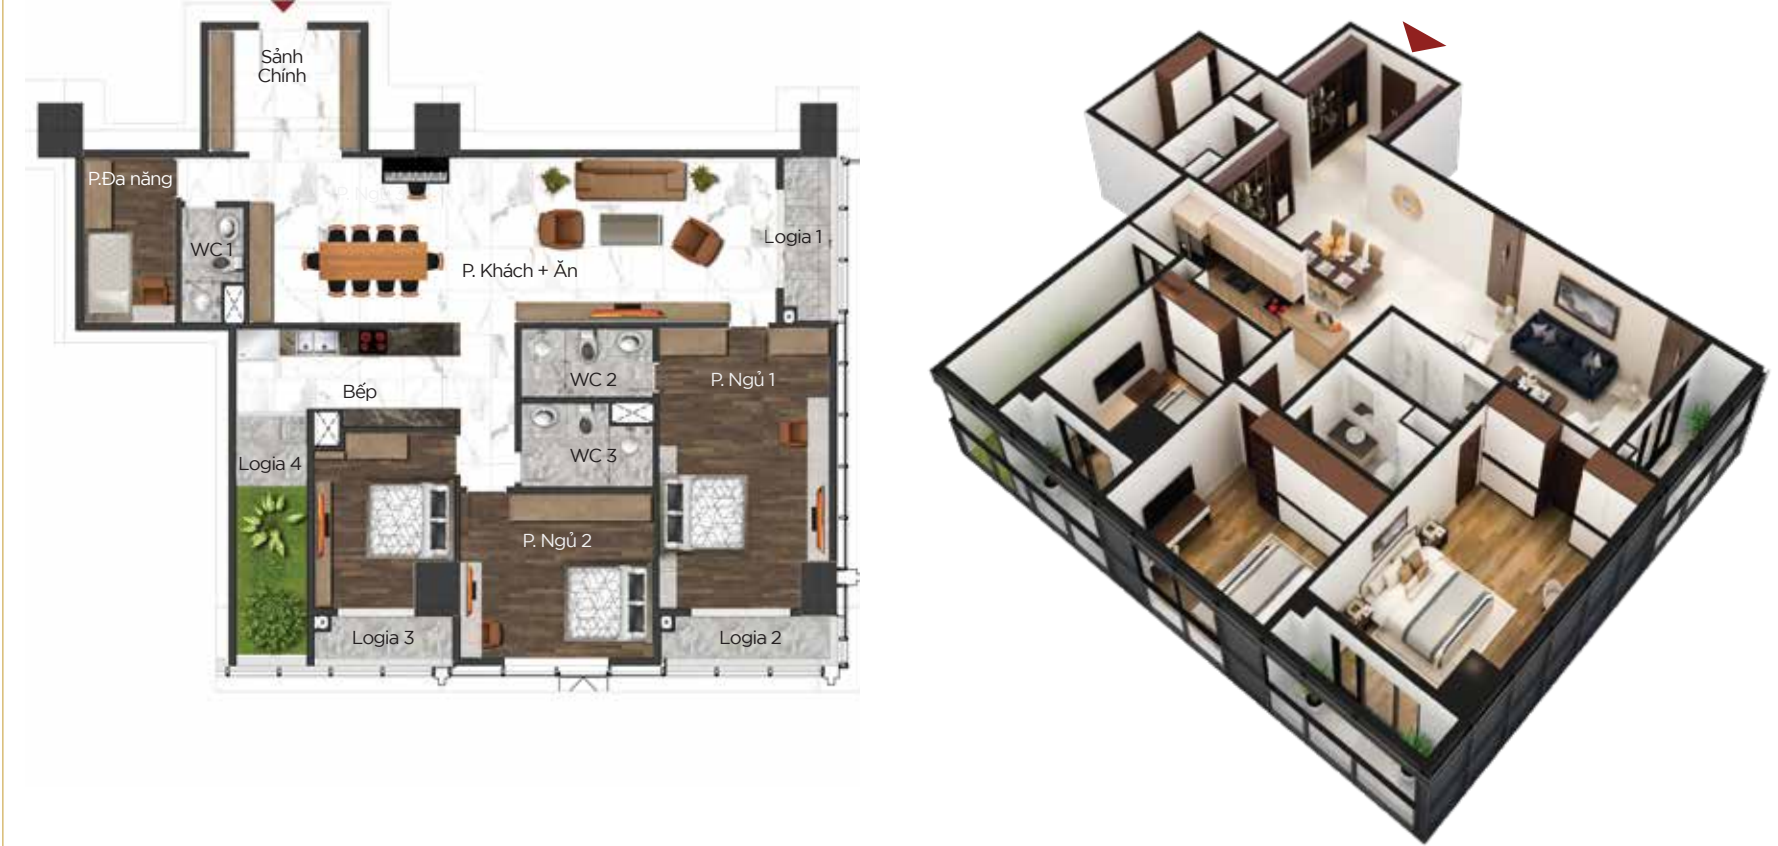 Sảnh
Chính
P.Đa năng
P. Ngủ
WC 1
Logia 1
P. Khách + Ăn
WC 2
P. Ngủ 1
Bếp
WC 3
Logia 4
P. Ngủ 2
Logia 3
Logia 2